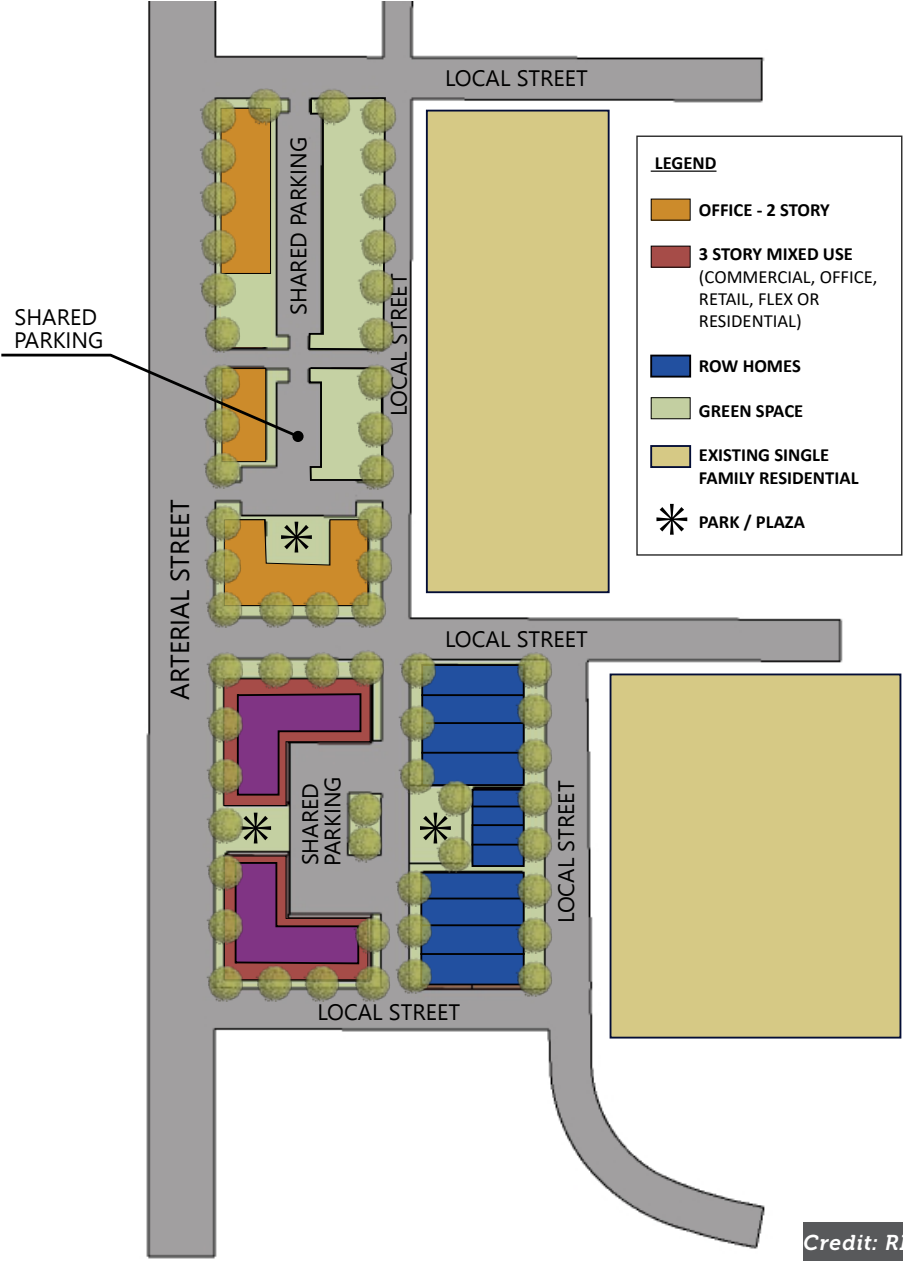 LOCAL STREET
SHARED PARKING
LOCAL STREET
SHARED
PARKING
ARTERIAL STREET
LOCAL STREET
SHARED
PARKING
LOCAL STREET
LOCAL STREET
LEGEND
OFFICE - 2 STORY
3 STORY MIXED USE
(COMMERCIAL, OFFICE,
RETAIL, FLEX OR
RESIDENTIAL)
ROW HOMES
GREEN SPACE
EXISTING SINGLE
FAMILY RESIDENTIAL
PARK / PLAZA
Credit: